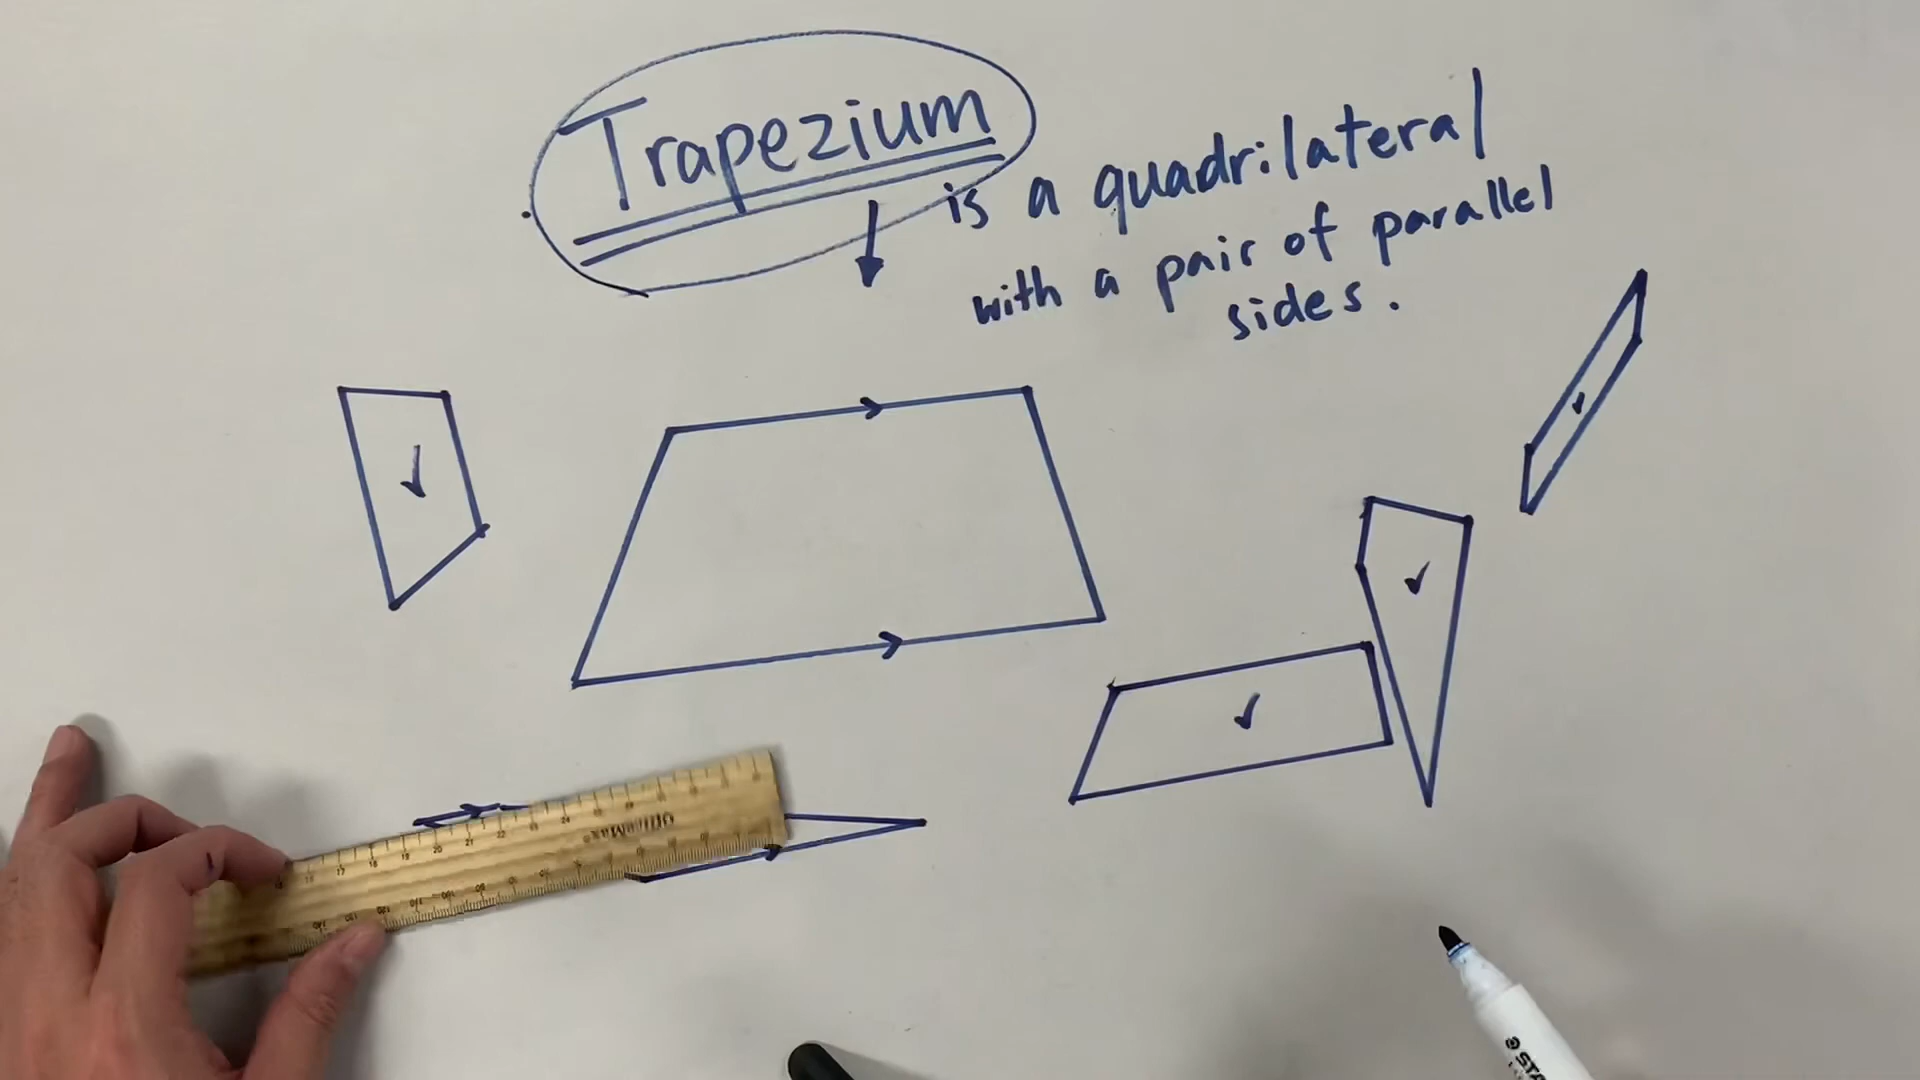 Trapezium
is a quadrilateral
with a pair of parallel
sides.